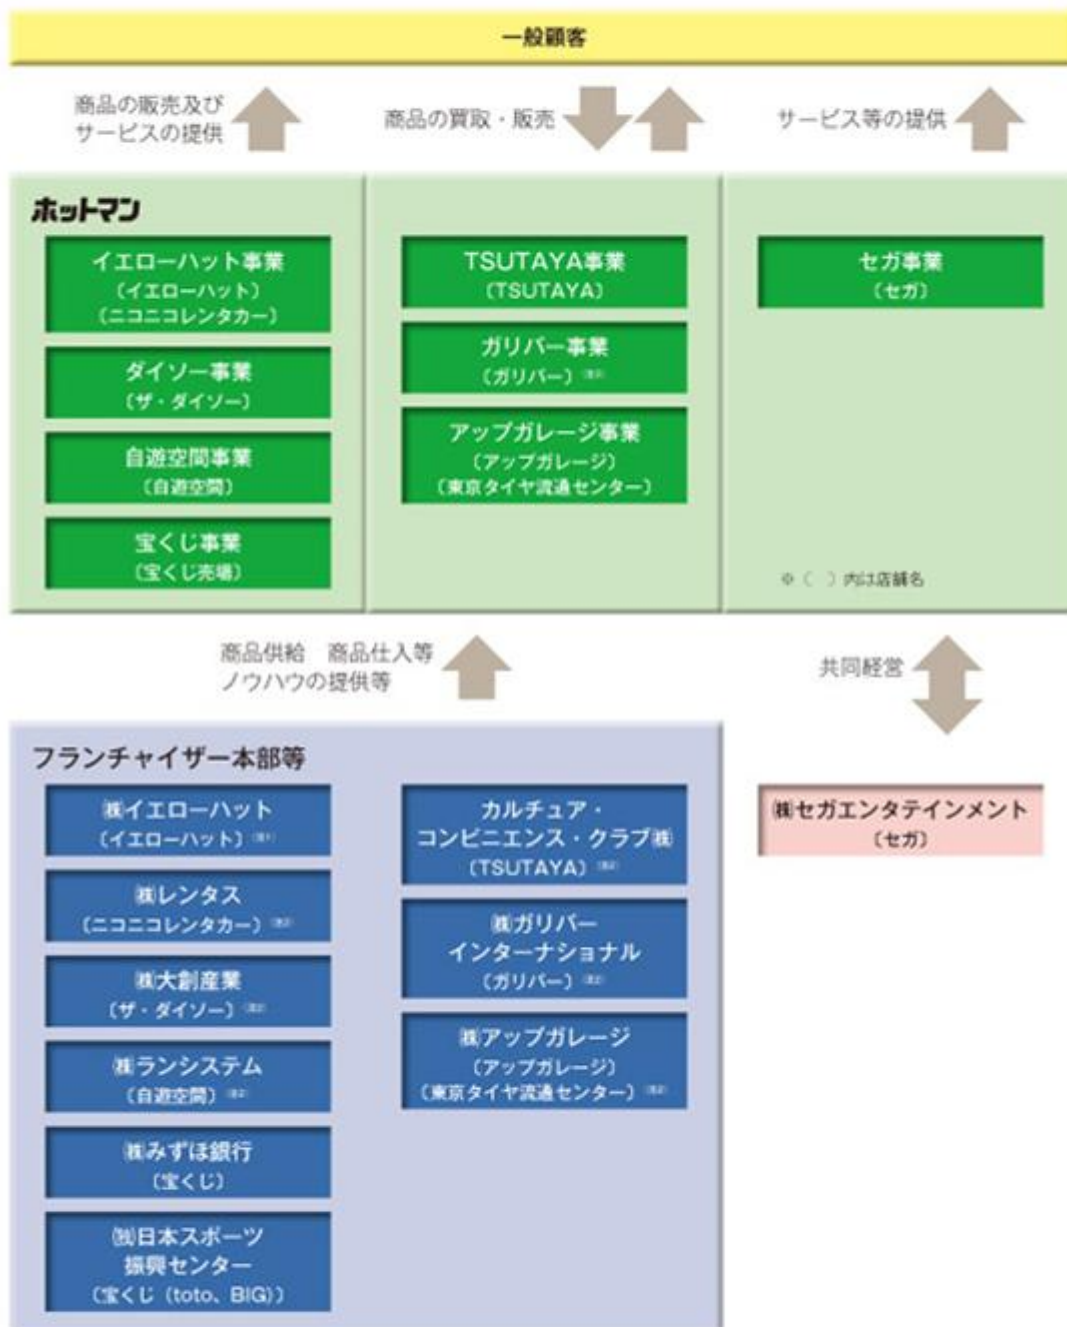 一般顧客
商品の販売及び
サービスの提供
商品の買取・販売
サービス等の提供
ホットマン
イエローハット事業
（イエローハット）
（ニコニコレンタカー）
ダイソー事業
（ザ・ダイソー）
自遊空間事業
（自遊空間）
宝くじ事業
（宝くじ売場）
TSUTAYA事業
（TSUTAYA）
ガリバー事業
（ガリバー）
アップガレージ事業
（アップガレージ）
（東京タイヤ流通センター）
セガ事業
（セガ）
※（　）内は店舗名
商品供給　商品仕入等
ノウハウの提供等
共同経営
フランチャイザー本部等
㈱イエローハット
（イエローハット）
㈱レンタス
（ニコニコレンタカー）
㈱大創産業
（ザ・ダイソー）
㈱ランシステム
（自遊空間）
㈱みずほ銀行
（宝くじ）
(独)日本スポーツ
振興センター
（宝くじ（toto、BIG））
カルチュア・
コンビニエンス・クラブ㈱
（TSUTAYA）
㈱ガリバー
インターナショナル
（ガリバー）
㈱アップガレージ
（アップガレージ）
（東京タイヤ流通センター）
㈱セガエンタテインメント
（セガ）